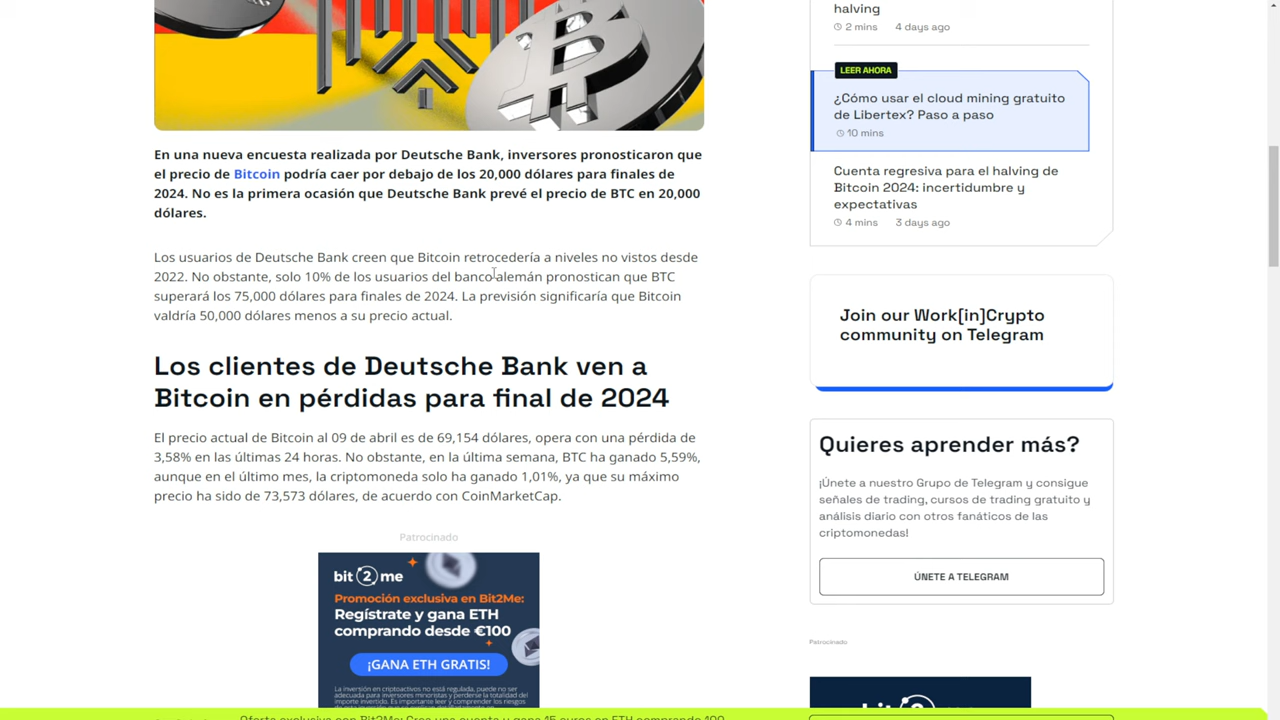 En una nueva encuesta realizada por Deutsche Bank, inversores pronosticaron que
el precio de Bitcoin podría caer por debajo de los 20,000 dólares para finales de
2024. No es la primera ocasión que Deutsche Bank prevé el precio de BTC en 20,000
dólares.
Los usuarios de Deutsche Bank creen que Bitcoin retrocedería a niveles no vistos desde
2022. No obstante, solo 10% de los usuarios del banco alemán pronostican que BTC
superará los 75,000 dólares para finales de 2024. La previsión significaría que Bitcoin
valdría 50,000 dólares menos a su precio actual.
Los clientes de Deutsche Bank ven a
Bitcoin en pérdidas para final de 2024
El precio actual de Bitcoin al 09 de abril es de 69,154 dólares, opera con una pérdida de
3,58% en las últimas 24 horas. No obstante, en la última semana, BTC ha ganado 5,59%,
aunque en el último mes, la criptomoneda solo ha ganado 1,01%, ya que su máximo
precio ha sido de 73,573 dólares, de acuerdo con CoinMarketCap.
Patrocinado
bit 2 me
Promoción exclusiva en Bit2Me:
Regístrate y gana ETH
comprando desde €100
¡GANA ETH GRATIS!
La inversión en criptoactivos no está regulada, puede no ser
adecuada para inversores minoristas y perderse la totalidad del
importe invertido. Es importante leer y comprender los riesgos
halving
2 mins 4 days ago
LEER AHORA
¿Cómo usar el cloud mining gratuito
de Libertex? Paso a paso
10 mins
Cuenta regresiva para el halving de
Bitcoin 2024: incertidumbre y
expectativas
4 mins 3 days ago
Join our Work[in]Crypto
community on Telegram
Quieres aprender más?
¡Únete a nuestro Grupo de Telegram y consigue
señales de trading, cursos de trading gratuito y
análisis diario con otros fanáticos de las
criptomonedas!
ÚNETE A TELEGRAM
Patrocinado
Oferta exclusiva con Bit2Me: Crea una cuenta y gana 15 euros en ETH comprando 100